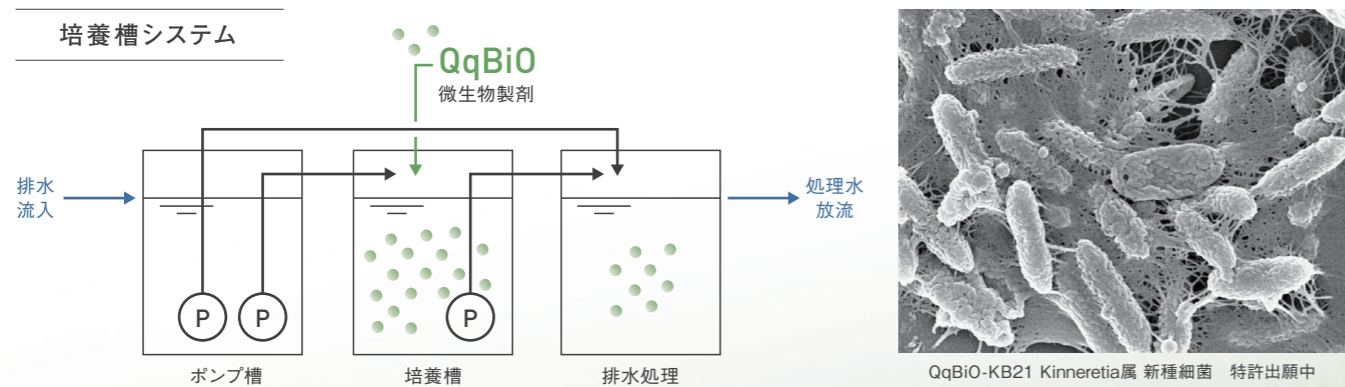 培養槽システム
QqBiO
微生物製剤
排水
流入
処理水
放流
P
P
P
ポンプ槽
培養槽
排水処理
QqBiO-KB21 Kinneretia属 新種細菌　特許出願中